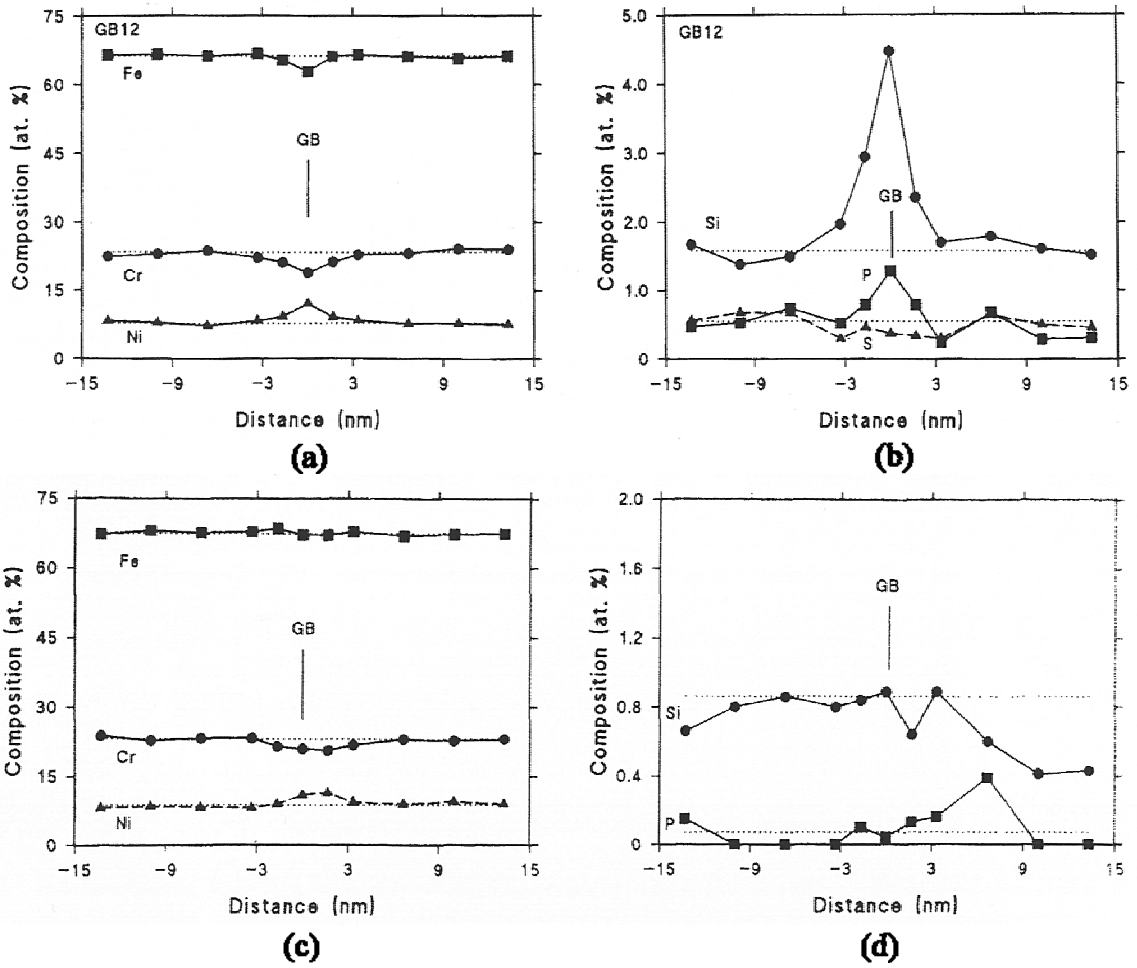 GB12
75
60
45
30
15
0
Fe
GB
Cr
Ni
-15 -9 -3 3 9 15
Composition (at. %)
Distance (nm)
(a)
GB12
5.0
4.0
3.0
2.0
1.0
0
Si
GB
P
S
-15 -9 -3 3 9 15
Composition (at. %)
Distance (nm)
(b)
75
60
45
30
15
0
Fe
GB
Cr
Ni
-15 -9 -3 3 9 15
Composition (at. %)
Distance (nm)
(c)
2.0
1.6
1.2
0.8
0.4
0
GB
Si
P
-15 -9 -3 3 9 15
Composition (at. %)
Distance (nm)
(d)